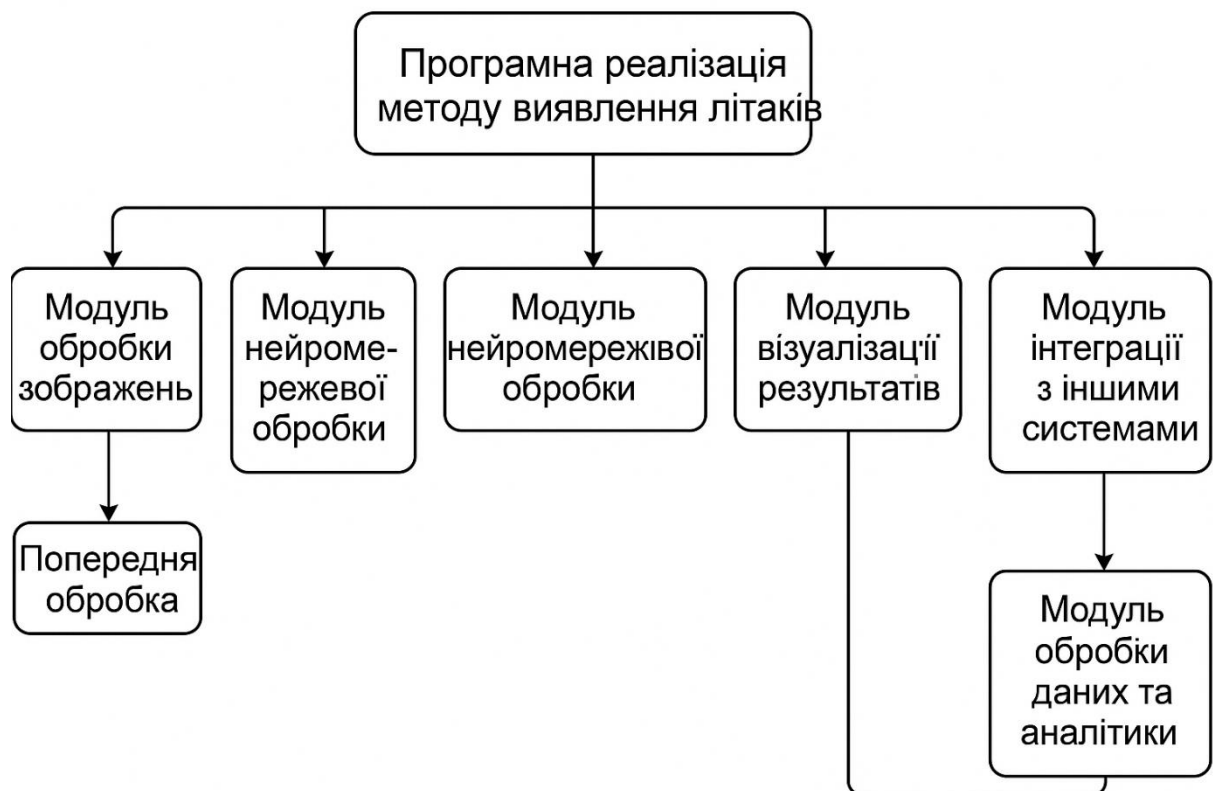 Програмна реалізація
методу виявлення літаків
Модуль
обробки
зображень
Модуль
нейроме-
режевої
обробки
Модуль
нейромережівої
обробки
Модуль
візуалізації
результатів
Модуль
інтеграції
з іншими
системами
Попередня
обробка
Модуль
обробки
даних та
аналітики